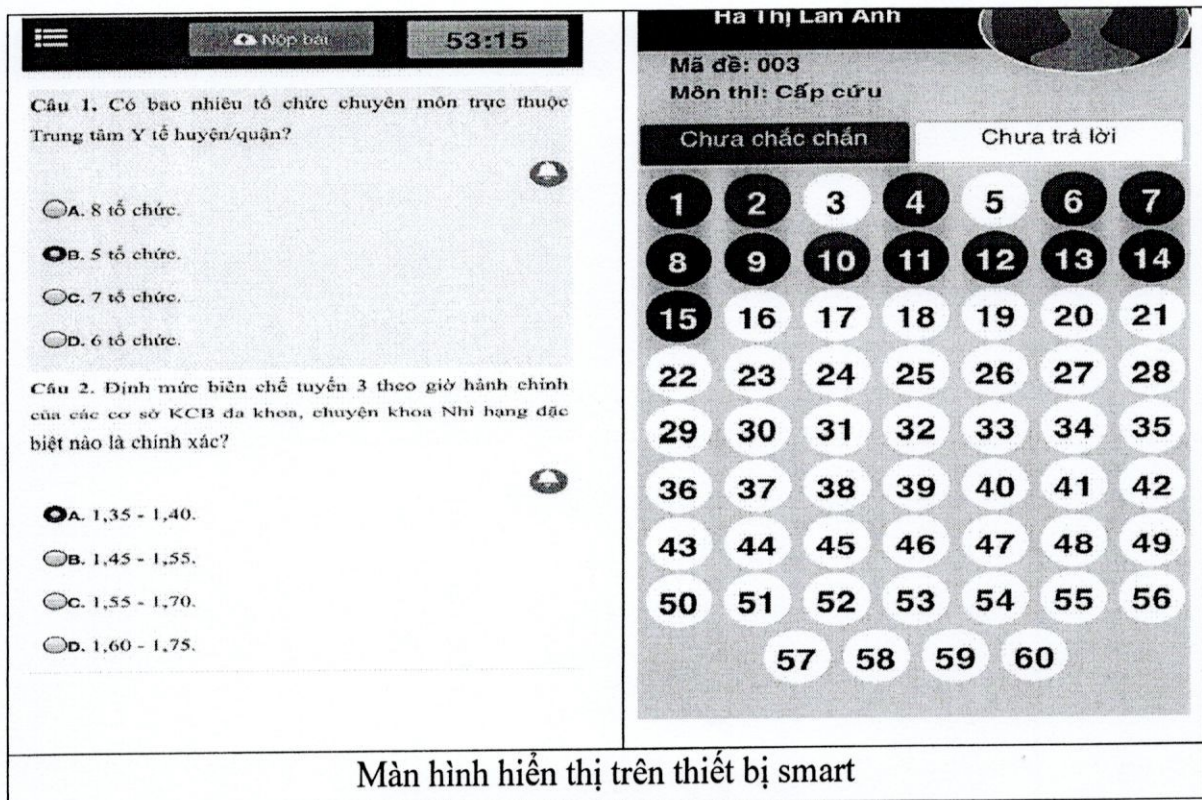 Nộp bài
53:15
Câu 1. Có bao nhiêu tổ chức chuyên môn trực thuộc
Trung tâm Y tế huyện/quận?
A. 8 tổ chức.
B. 5 tổ chức.
C. 7 tổ chức.
D. 6 tổ chức.
Câu 2. Định mức biên chế tuyến 3 theo giờ hành chính
của các cơ sở KCB đa khoa, chuyện khoa Nhi hạng đặc
biệt nào là chính xác?
A. 1,35 - 1,40.
B. 1,45 - 1,55.
C. 1,55 - 1,70.
D. 1,60 - 1,75.
Hà Thị Lan Anh
Mã đề: 003
Môn thi: Cấp cứu
Chưa chắc chắn
Chưa trả lời
1 2 3 4 5 6 7
8 9 10 11 12 13 14
15 16 17 18 19 20 21
22 23 24 25 26 27 28
29 30 31 32 33 34 35
36 37 38 39 40 41 42
43 44 45 46 47 48 49
50 51 52 53 54 55 56
57 58 59 60
Màn hình hiển thị trên thiết bị smart